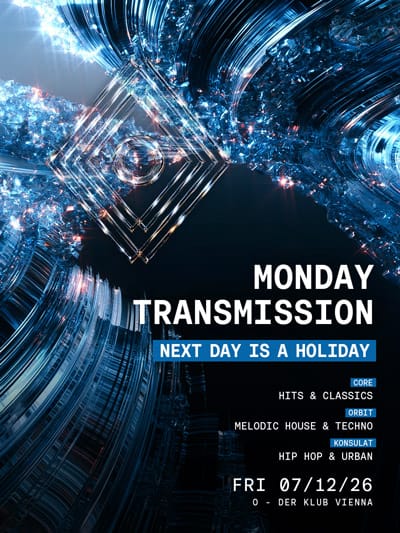 MONDAY
TRANSMISSION
NEXT DAY IS A HOLIDAY
CORE
HITS & CLASSICS
ORBIT
MELODIC HOUSE & TECHNO
KONSULAT
HIP HOP & URBAN
FRI 07/12/26
O - DER KLUB VIENNA